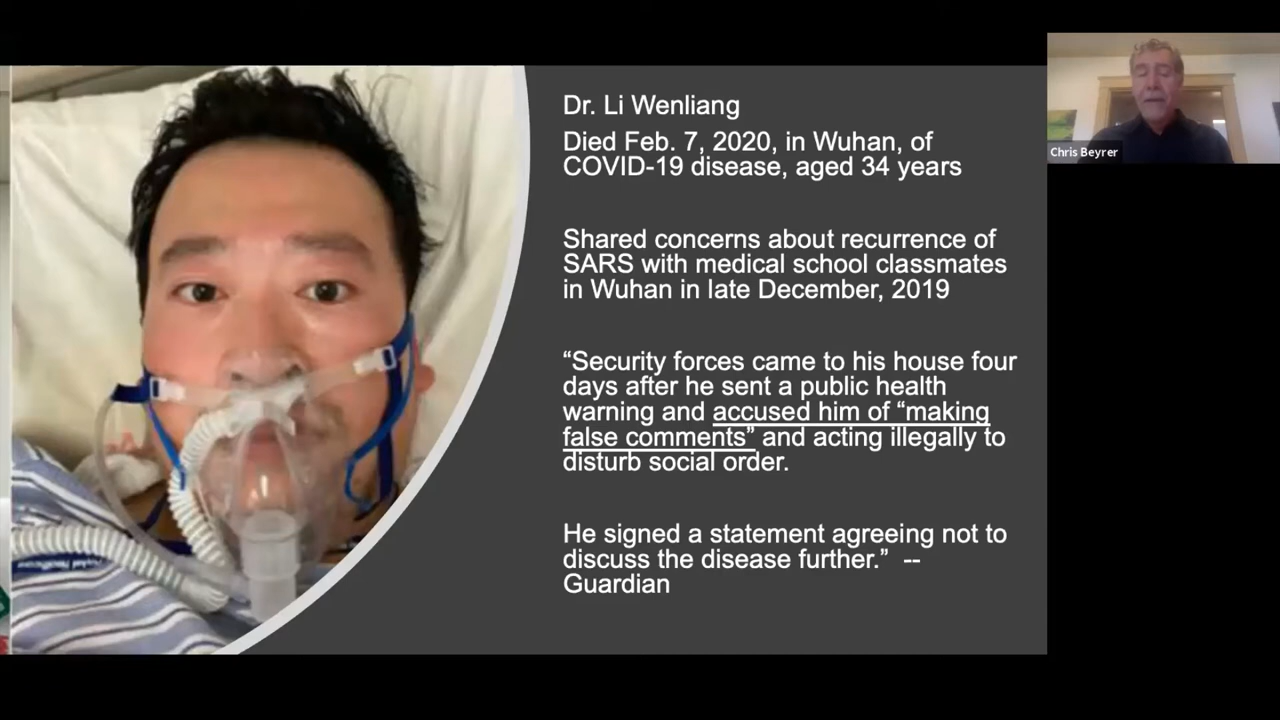 Dr. Li Wenliang
Died Feb. 7, 2020, in Wuhan, of
COVID-19 disease, aged 34 years
Shared concerns about recurrence of
SARS with medical school classmates
in Wuhan in late December, 2019
“Security forces came to his house four
days after he sent a public health
warning and accused him of “making
false comments” and acting illegally to
disturb social order.
He signed a statement agreeing not to
discuss the disease further.” --
Guardian
Chris Beyrer